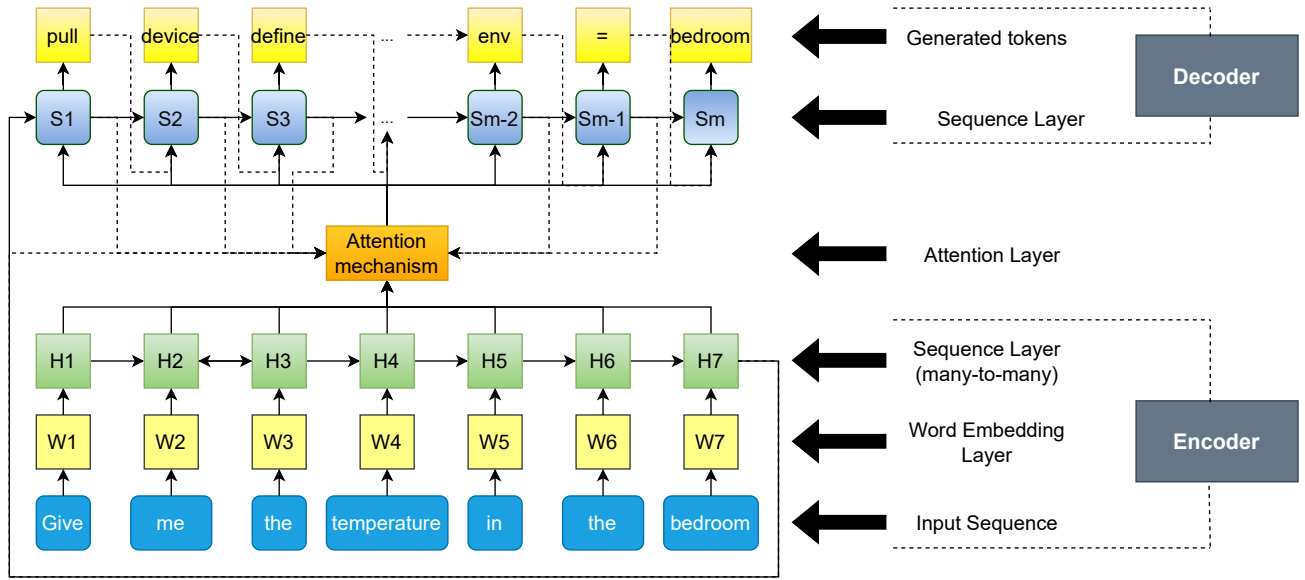 pull device define ... env = bedroom
Generated tokens
Decoder
S1 S2 S3 ... Sm-2 Sm-1 Sm
Sequence Layer
Attention
mechanism
Attention Layer
H1 H2 H3 H4 H5 H6 H7
Sequence Layer
(many-to-many)
W1 W2 W3 W4 W5 W6 W7
Word Embedding
Layer
Encoder
Give me the temperature in the bedroom
Input Sequence